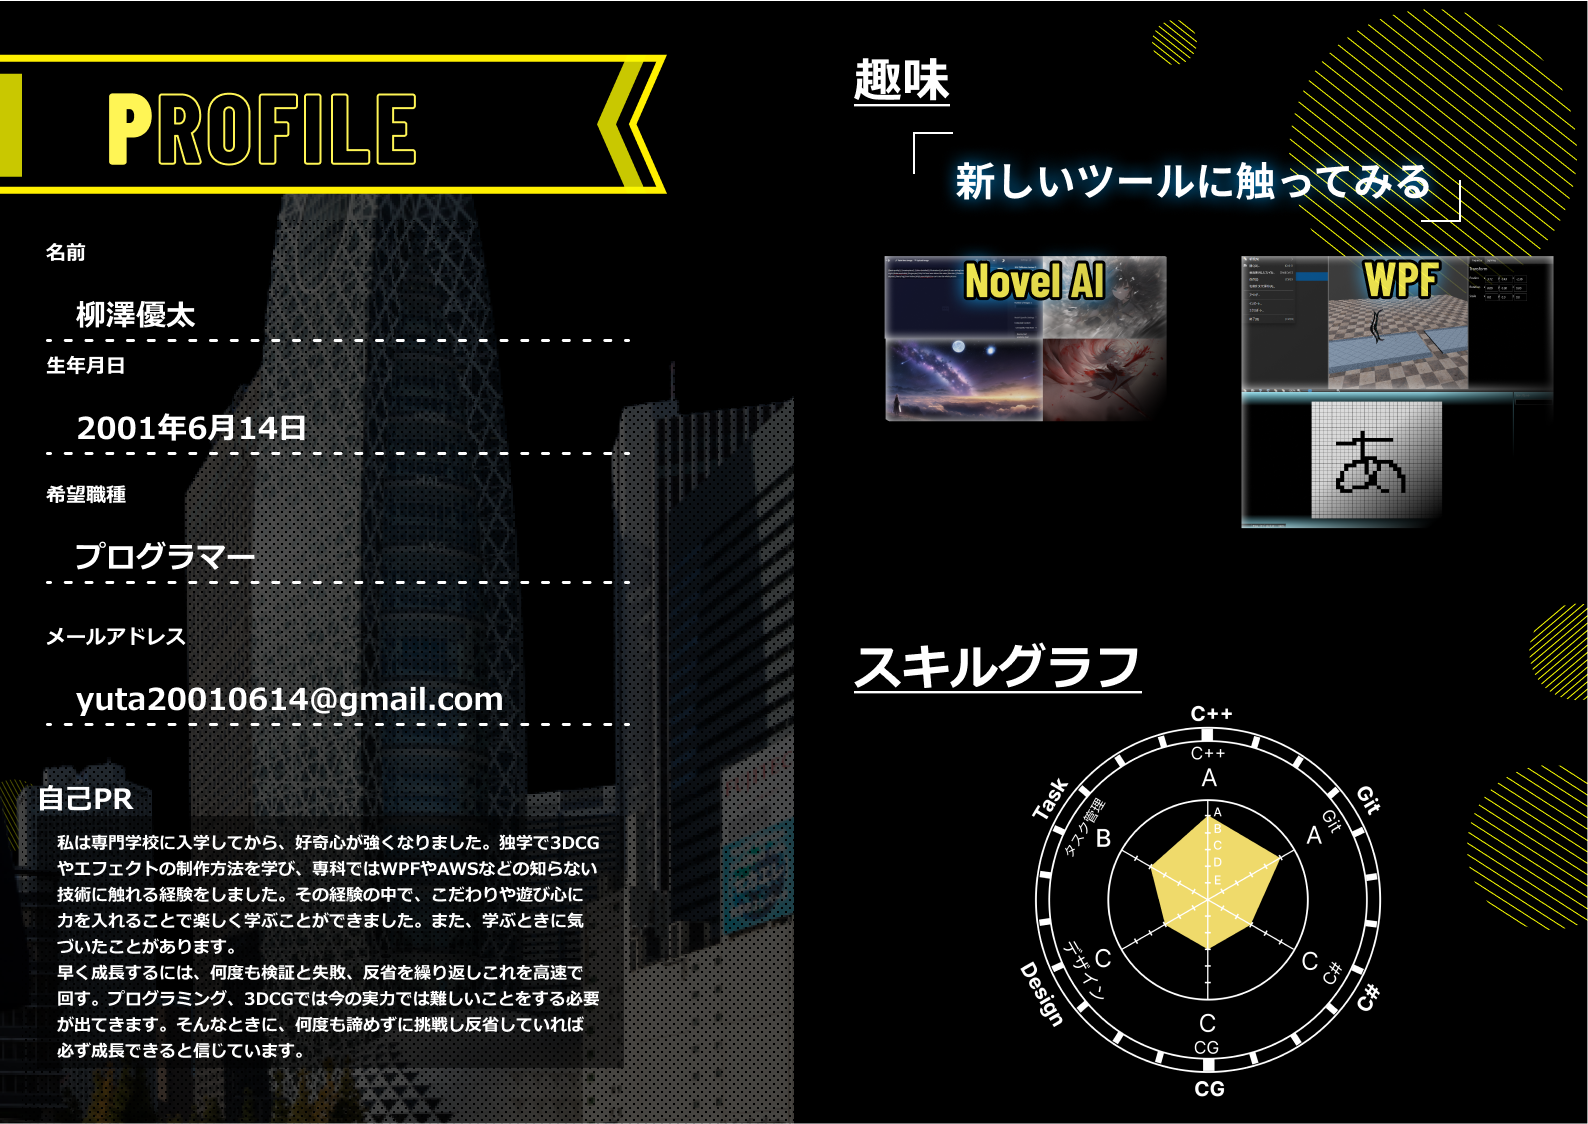 PROFILE
名前
柳澤優太
生年月日
2001年6月14日
希望職種
プログラマー
メールアドレス
yuta20010614@gmail.com
自己PR
私は専門学校に入学してから、好奇心が強くなりました。独学で3DCG
やエフェクトの制作方法を学び、専科ではWPFやAWSなどの知らない
技術に触れる経験をしました。その経験の中で、こだわりや遊び心に
力を入れることで楽しく学ぶことができました。また、学ぶときに気
づいたことがあります。
早く成長するには、何度も検証と失敗、反省を繰り返しこれを高速で
回す。プログラミング、3DCGでは今の実力では難しいことをする必要
が出てきます。そんなときに、何度も諦めずに挑戦し反省していれば
必ず成長できると信じています。
趣味
新しいツールに触ってみる
Novel AI
WPF
Transform
あ
スキルグラフ
C++
C++
A
Git
Git
A
C#
C#
C
CG
CG
C
Design
デザイン
C
Task
タスク管理
B
A
B
C
D
E